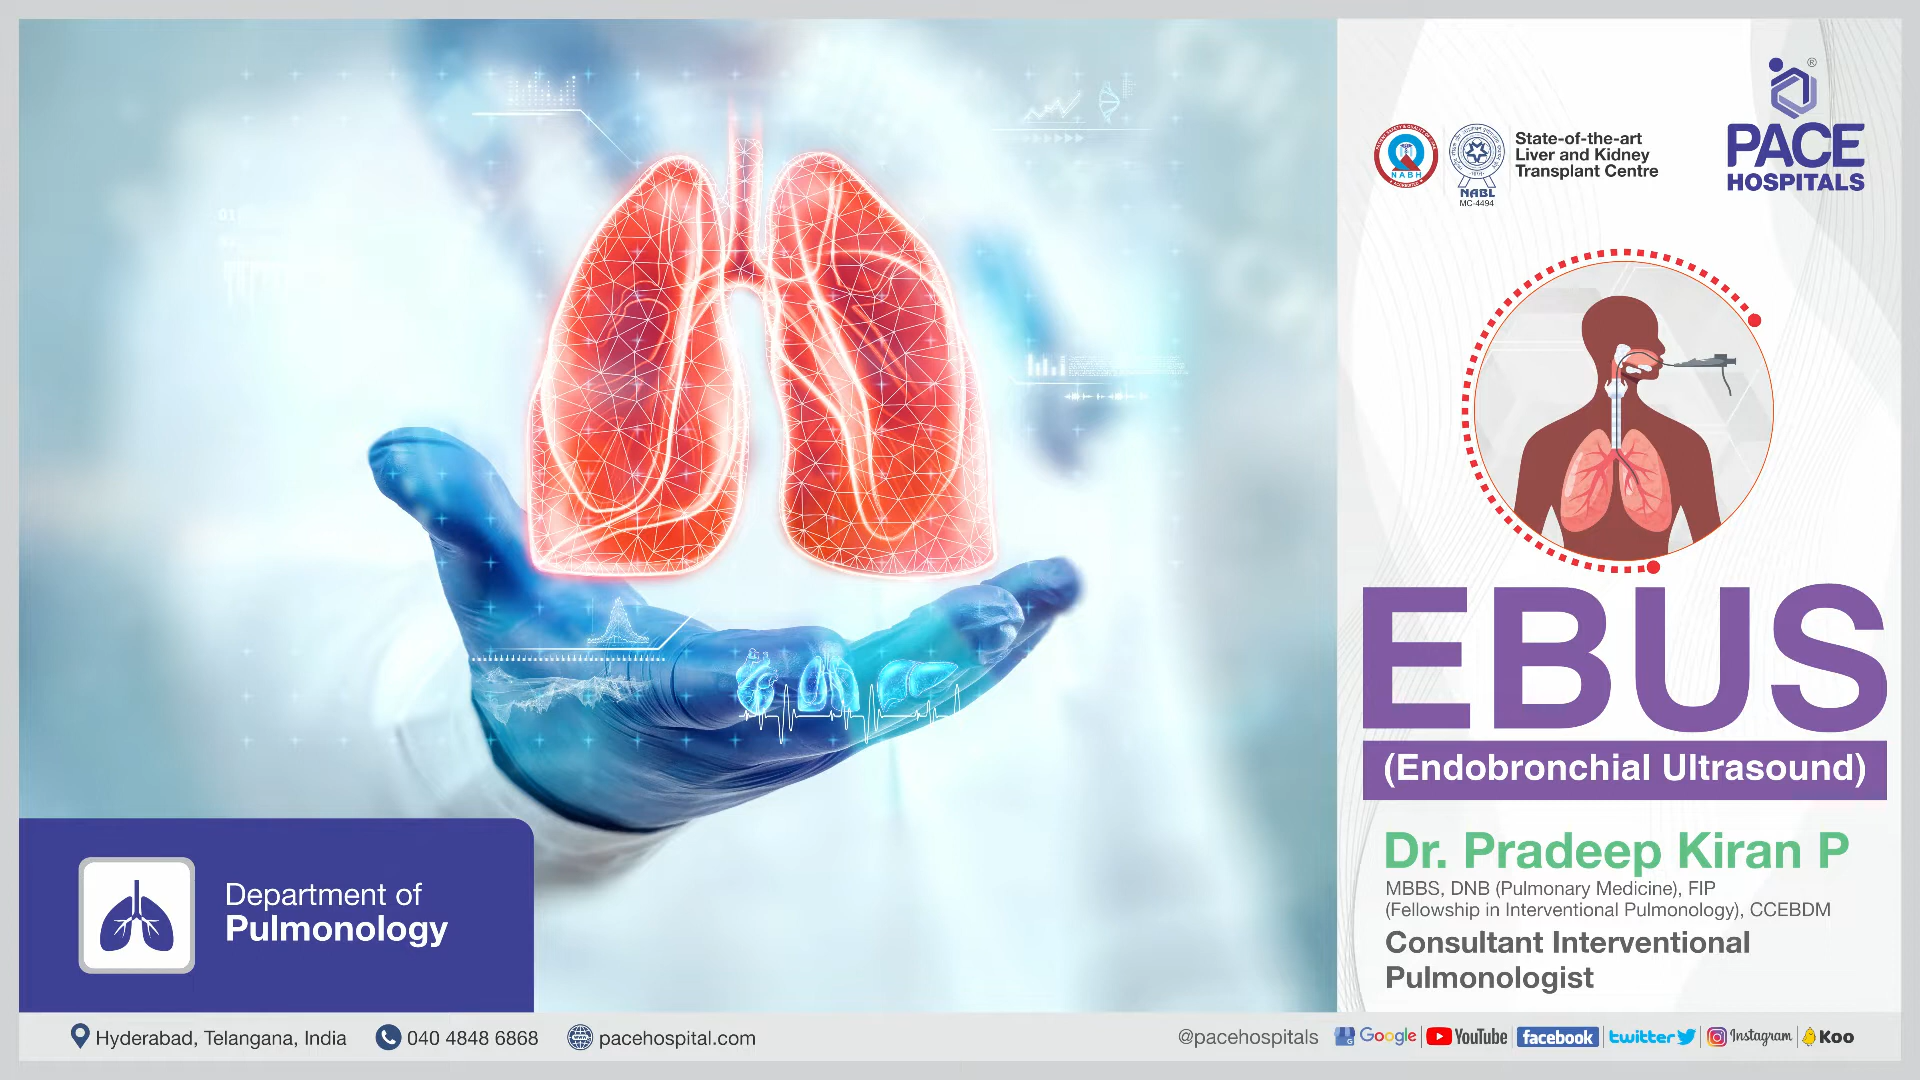 NABH
NABL
MC-4494
State-of-the-art
Liver and Kidney
Transplant Centre
®
PACE
HOSPITALS
EBUS
(Endobronchial Ultrasound)
Dr. Pradeep Kiran P
MBBS, DNB (Pulmonary Medicine), FIP
(Fellowship in Interventional Pulmonology), CCEBDM
Consultant Interventional
Pulmonologist
Department of
Pulmonology
Hyderabad, Telangana, India
040 4848 6868
pacehospital.com
@pacehospitals
Google
YouTube
facebook
twitter
Instagram
Koo